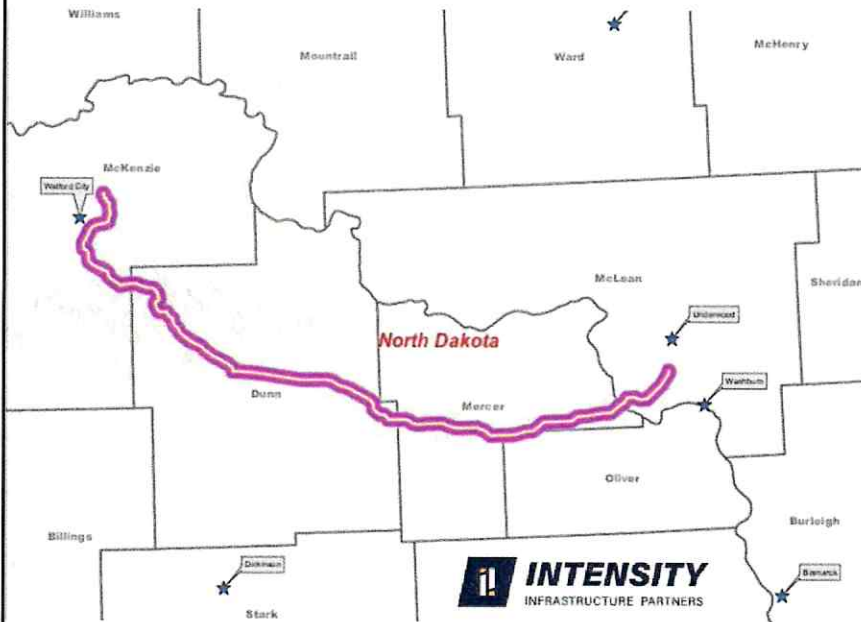 Williams
Mountrail
Ward
McHenry
McKenzie
Watford City
McLean
Sheridan
Underwood
North Dakota
Washburn
Dunn
Mercer
Oliver
Billings
Burleigh
Dickinson
Bismarck
Stark
INTENSITY
INFRASTRUCTURE PARTNERS